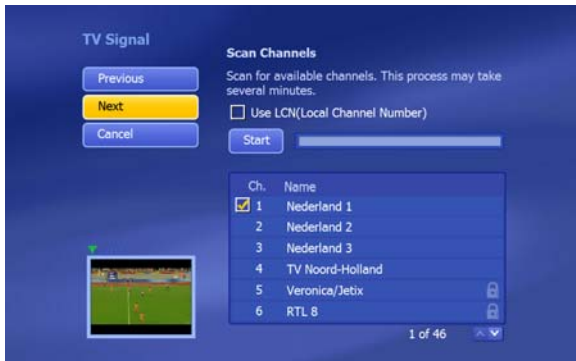 TV Signal
Previous
Next
Cancel
Scan Channels
Scan for available channels. This process may take
several minutes.
Use LCN(Local Channel Number)
Start
Ch. Name
1 Nederland 1
2 Nederland 2
3 Nederland 3
4 TV Noord-Holland
5 Veronica/Jetix
6 RTL 8
1 of 46